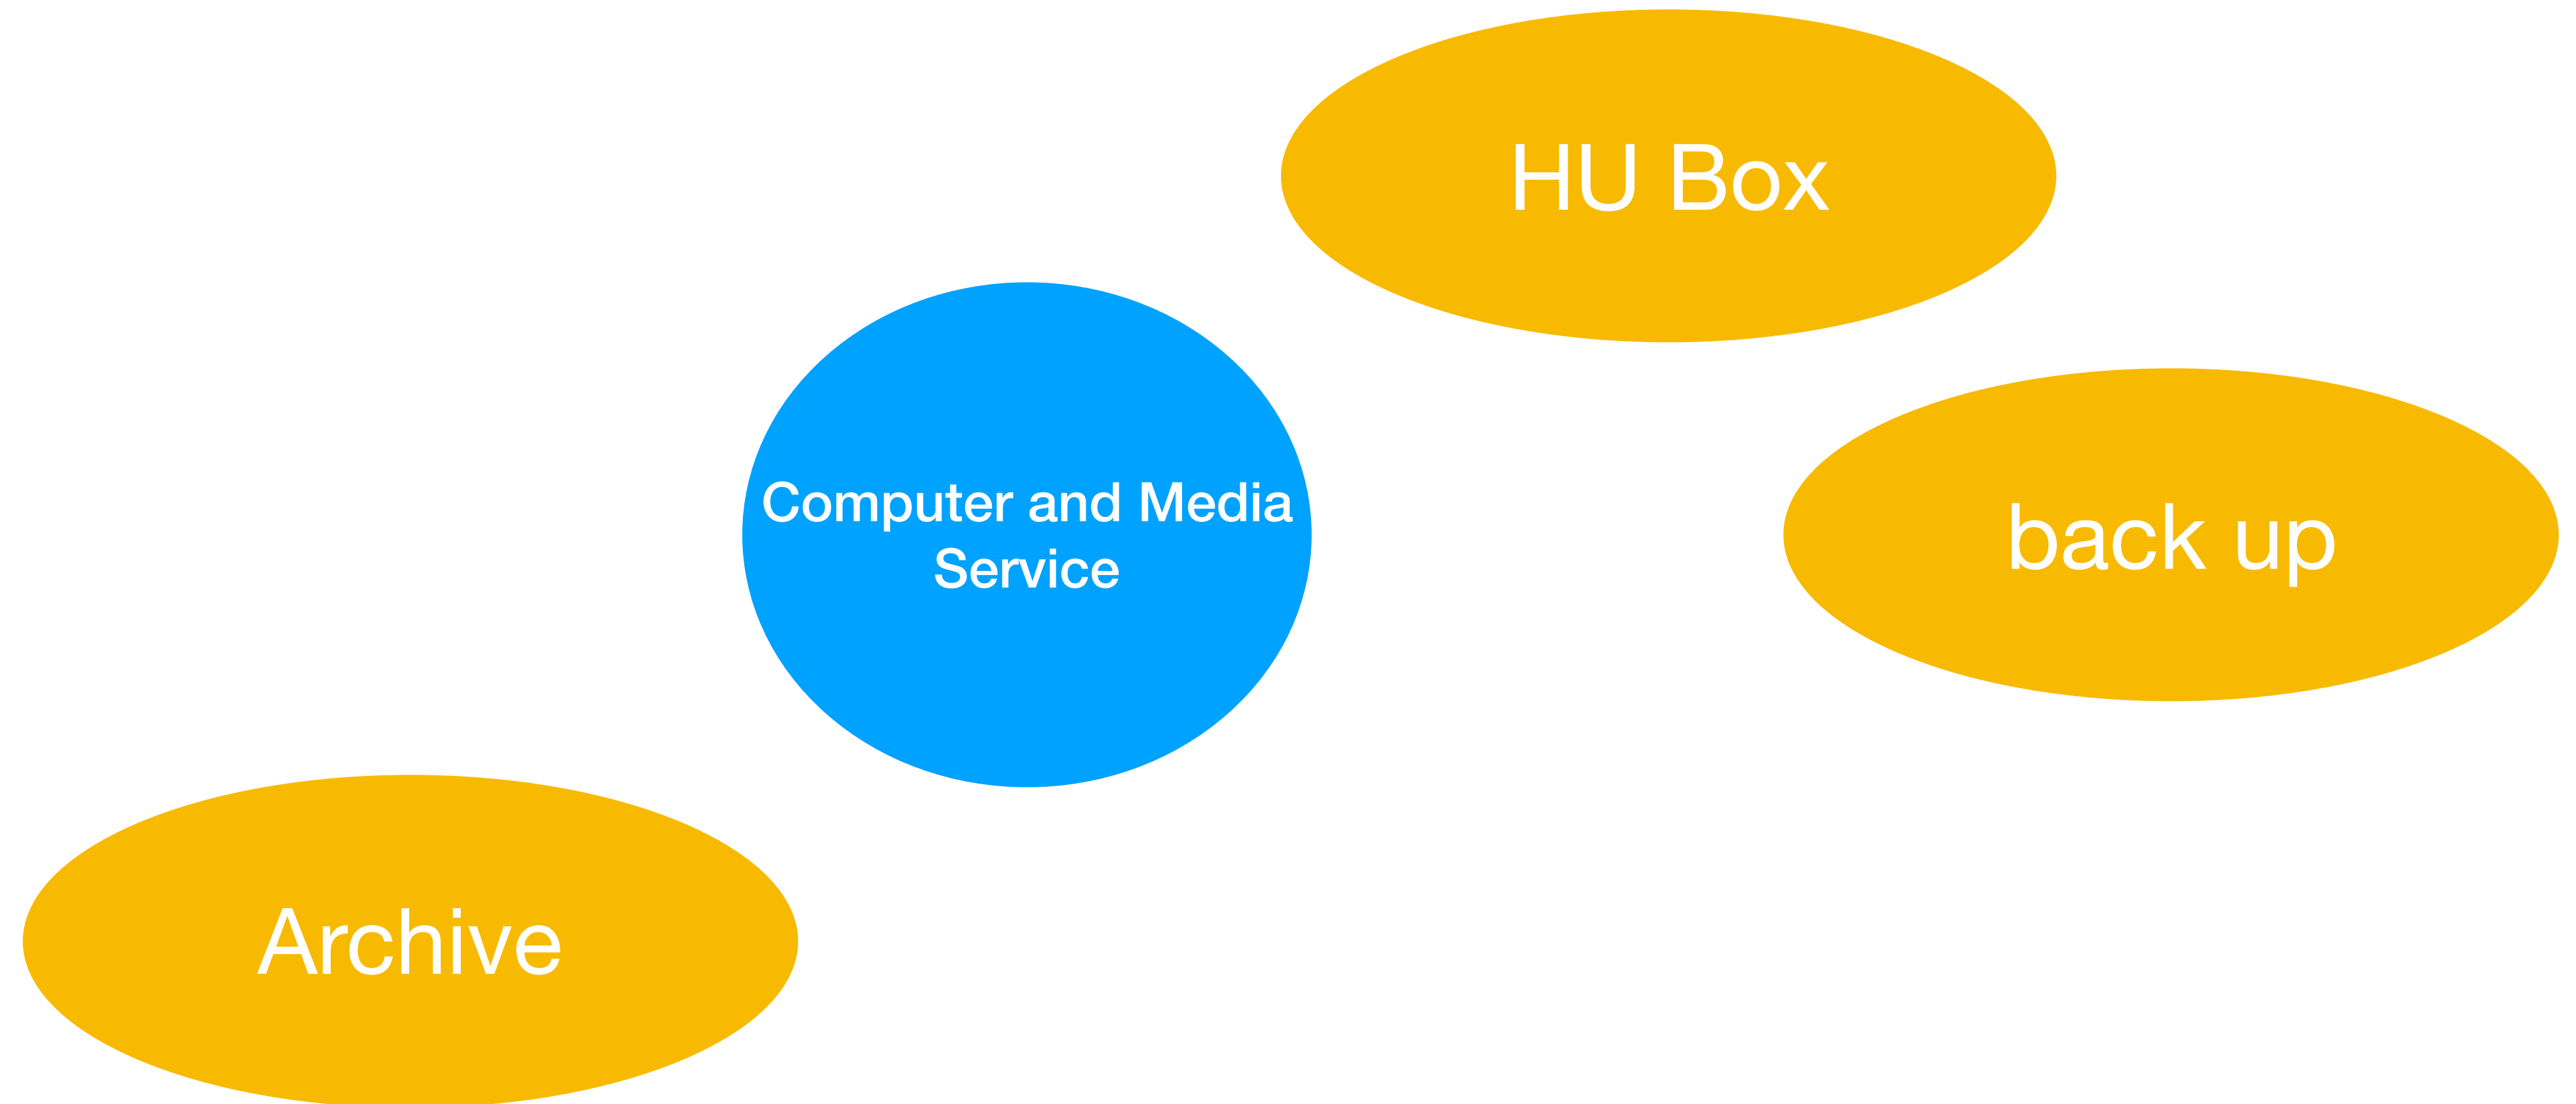 HU Box
Computer and Media
Service
back up
Archive